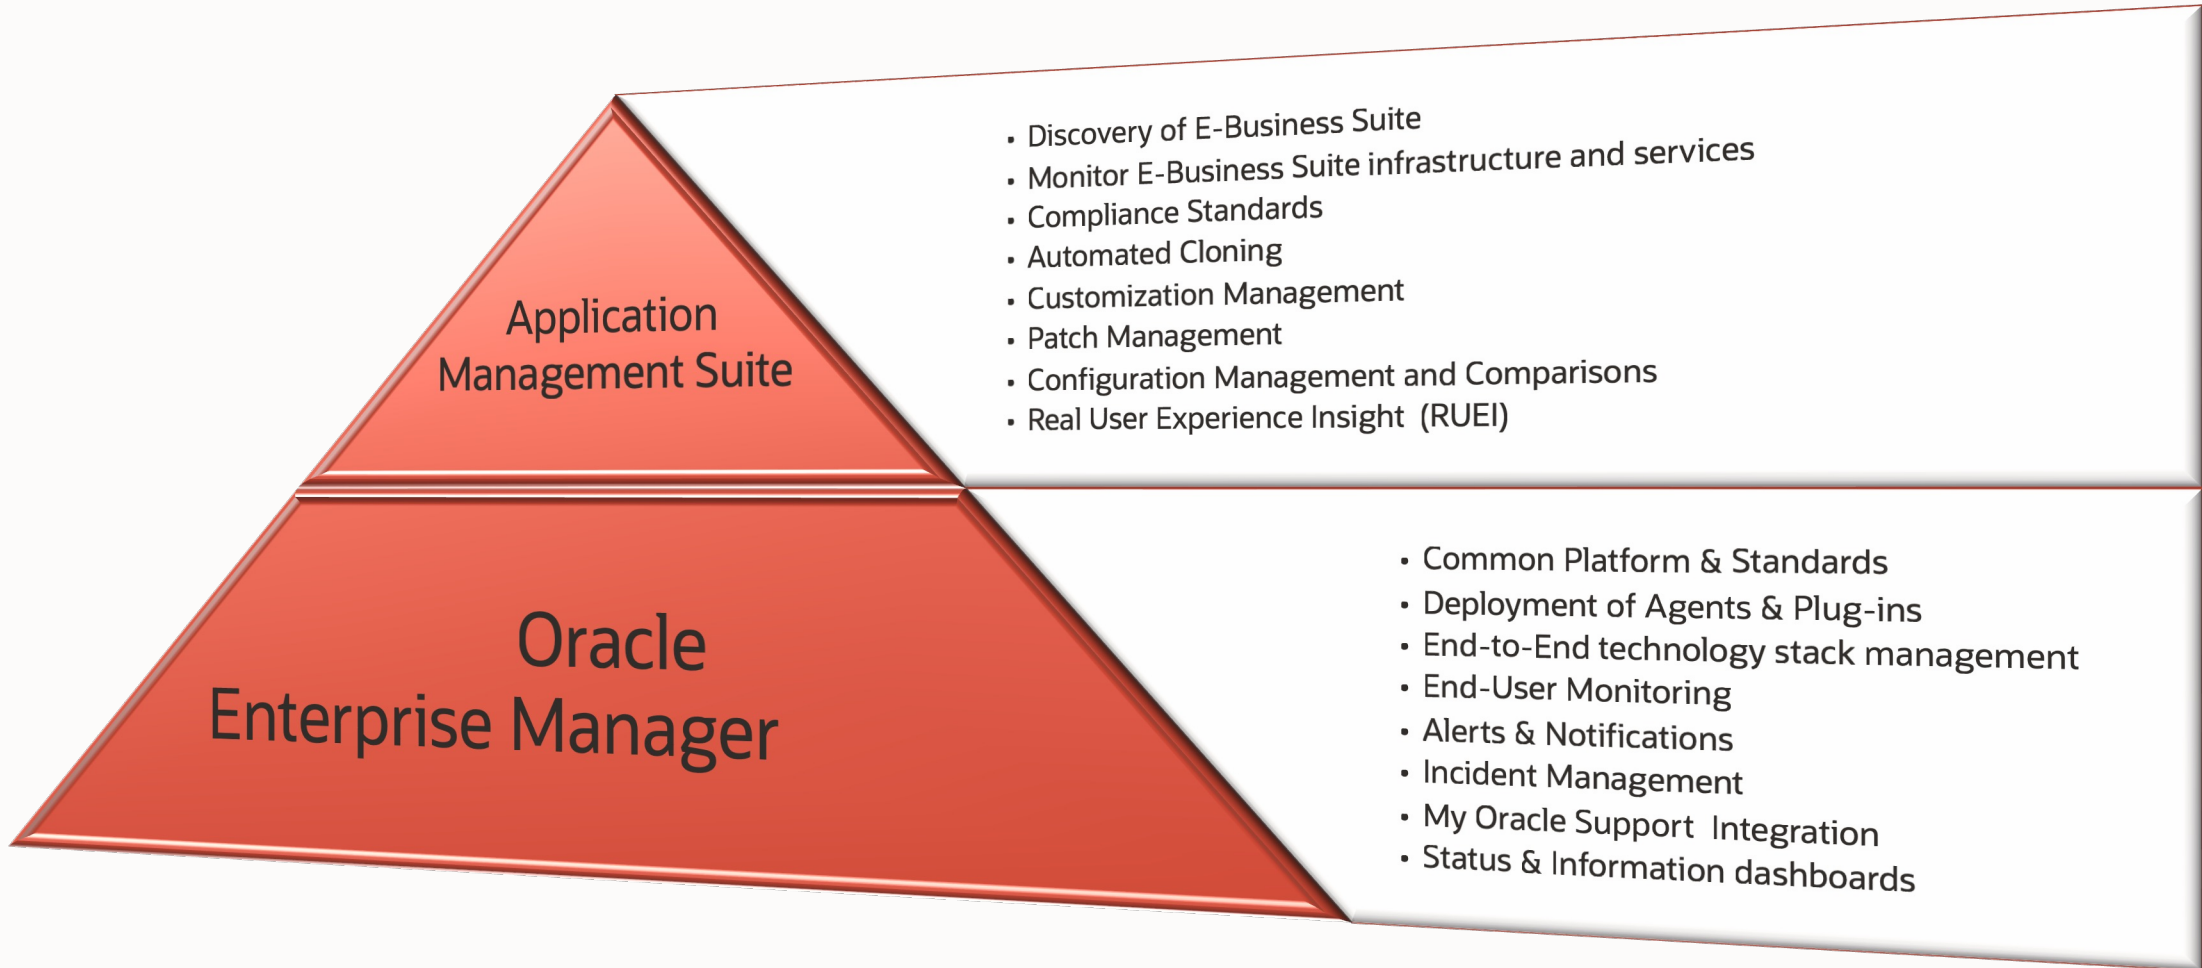 Application
Management Suite
• Discovery of E-Business Suite
• Monitor E-Business Suite infrastructure and services
• Compliance Standards
• Automated Cloning
• Customization Management
• Patch Management
• Configuration Management and Comparisons
• Real User Experience Insight (RUEI)
Oracle
Enterprise Manager
• Common Platform & Standards
• Deployment of Agents & Plug-ins
• End-to-End technology stack management
• End-User Monitoring
• Alerts & Notifications
• Incident Management
• My Oracle Support Integration
• Status & Information dashboards